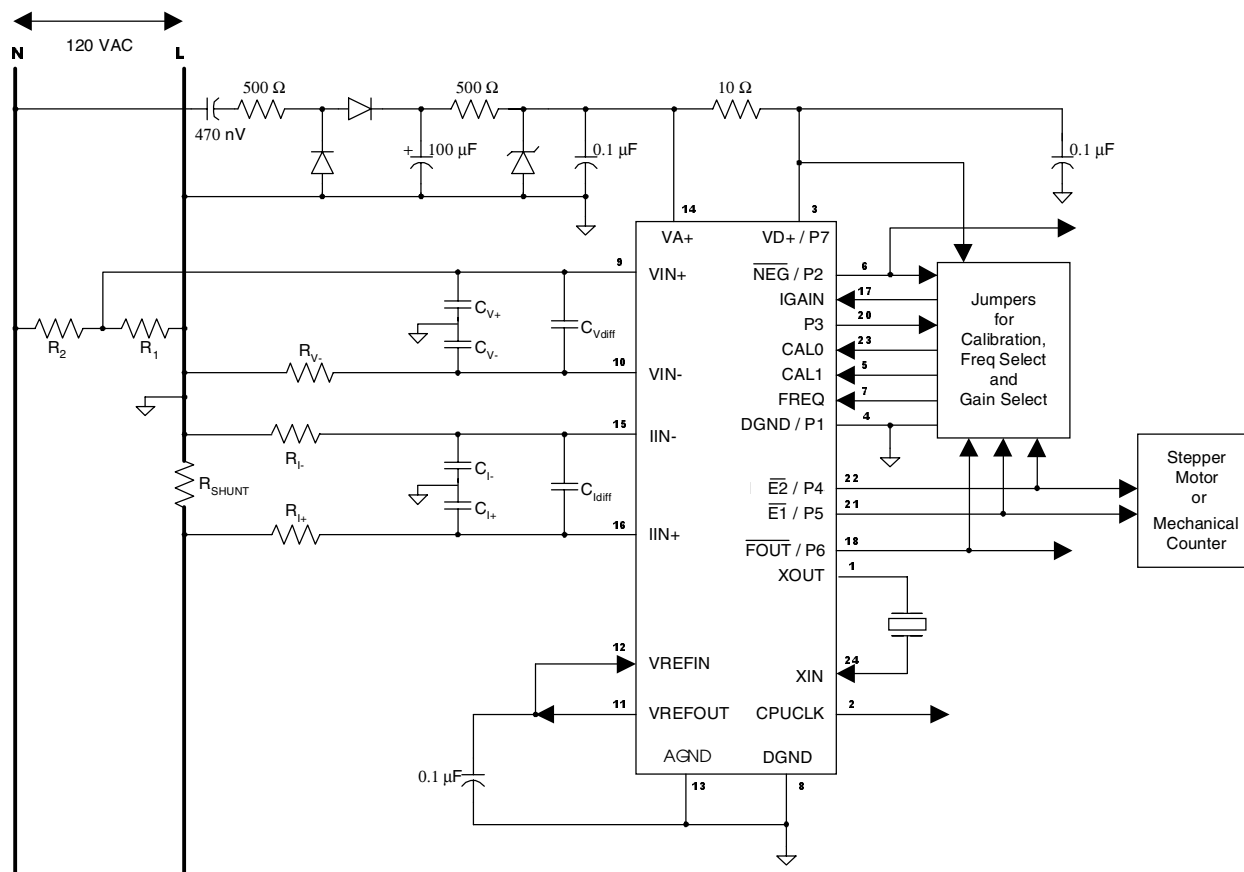 120 VAC
N
L
500 Ω
500 Ω
10 Ω
470 nV
+
100 µF
0.1 µF
0.1 µF
14
3
VA+
VD+ / P7
9
VIN+
NEG / P2
6
IGAIN
17
P3
20
CAL0
23
CAL1
5
FREQ
7
DGND / P1
4
Jumpers
for
Calibration,
Freq Select
and
Gain Select
CV+
CV-
CVdiff
R2
R1
RV-
10
VIN-
15
IIN-
RI-
CI-
CI+
CIdiff
RSHUNT
RI+
16
IIN+
E2 / P4
22
E1 / P5
21
FOUT / P6
18
XOUT
1
Stepper
Motor
or
Mechanical
Counter
12
VREFIN
XIN
24
11
VREFOUT
CPUCLK
2
0.1 µF
AGND
DGND
13
8